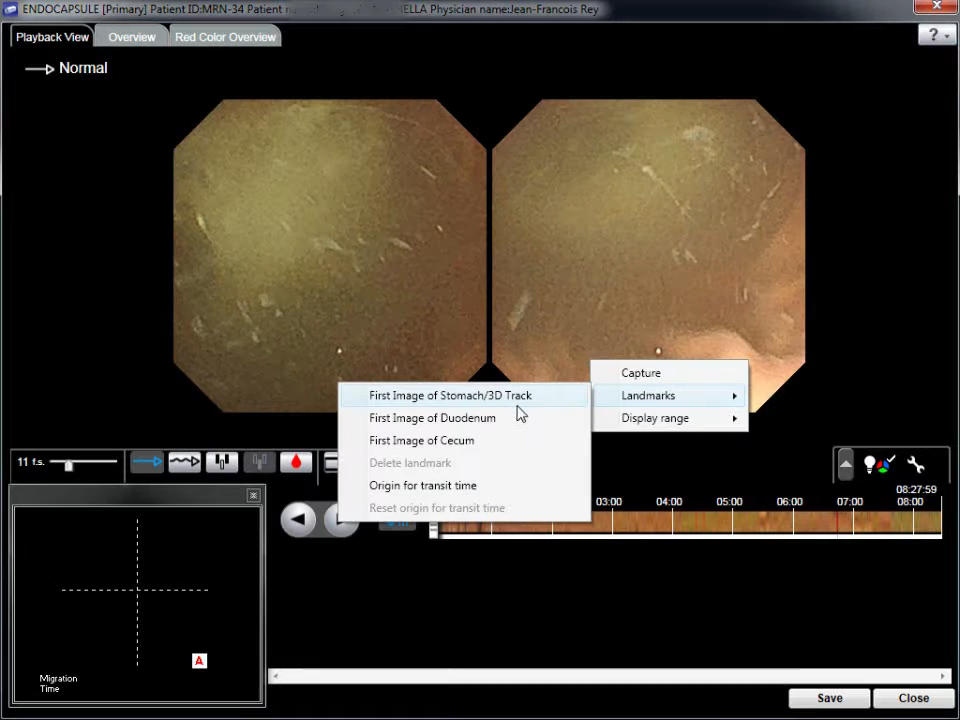 ENDOCAPSULE [Primary] Patient ID:MRN-34 Patient ELLA Physician name:Jean-Francois Rey
Playback View Overview Red Color Overview ?
Normal
Capture
Landmarks
Display range
First Image of Stomach/3D Track
First Image of Duodenum
First Image of Cecum
Delete landmark
Origin for transit time
Reset origin for transit time
11 f.s.
08:27:59
03:00 04:00 05:00 06:00 07:00 08:00
A
Migration
Time
Save Close